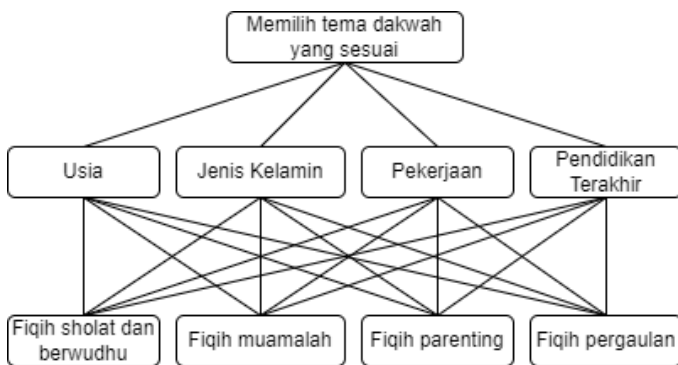 Memilih tema dakwah
yang sesuai
Usia
Jenis Kelamin
Pekerjaan
Pendidikan
Terakhir
Fiqih sholat dan
berwudhu
Fiqih muamalah
Fiqih parenting
Fiqih pergaulan